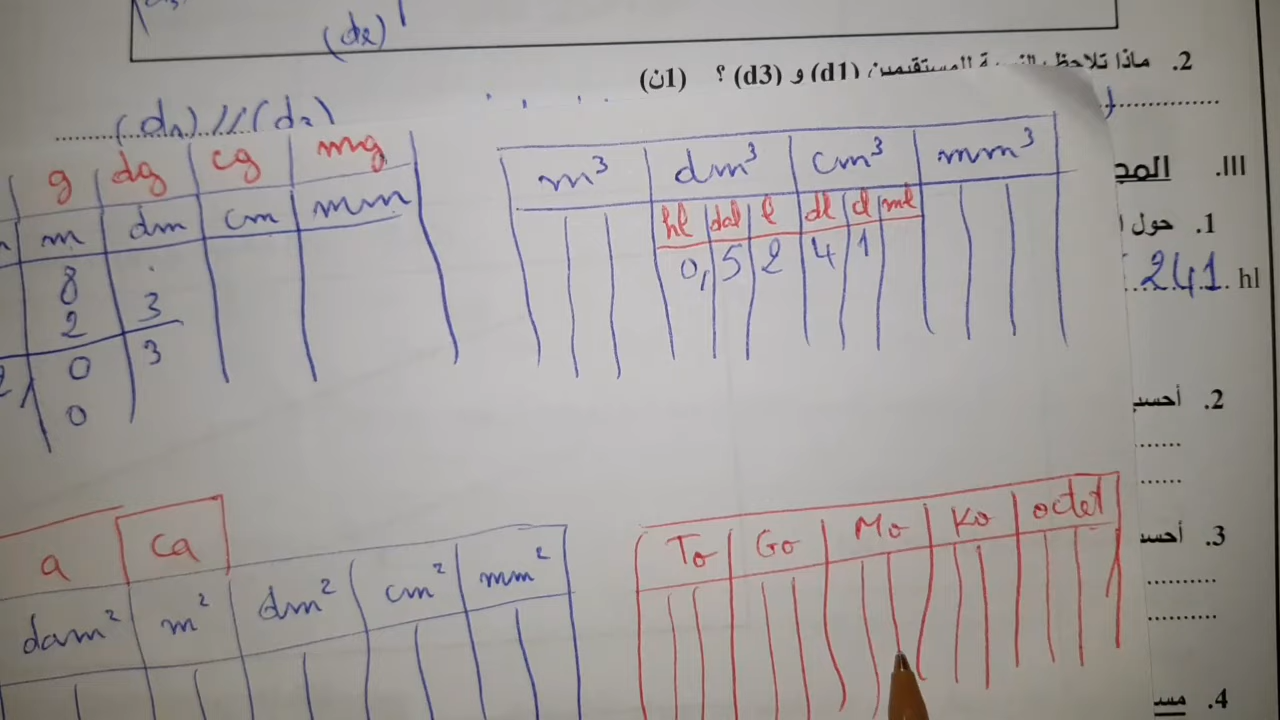 (d2)
2. ماذا تلاحظ المستقيمين (d1) و (d3) ؟ (1ن)
(d1) // (d2)
g dg cg mg
m dm cm mm
8
2 3
0 3
0
m³ dm³ cm³ mm³
hl dal l dl cl ml
0, 5 2 4 1
III. المج
1. حول ا
241 hl
2. أحسب
3. أحسب
a ca
dam² m² dm² cm² mm²
To Go Mo Ko octet
4. مس